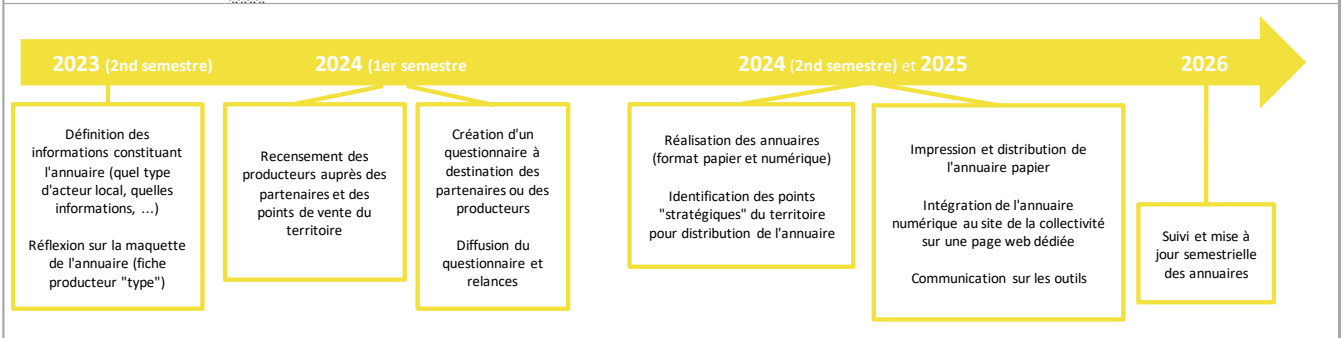 2023 (2nd semestre)
2024 (1er semestre
2024 (2nd semestre) et 2025
2026
Définition des
informations constituant
l'annuaire (quel type
d'acteur local, quelles
informations, ...)
Réflexion sur la maquette
de l'annuaire (fiche
producteur "type")
Recensement des
producteurs auprès des
partenaires et des
points de vente du
territoire
Création d'un
questionnaire à
destination des
partenaires ou des
producteurs
Diffusion du
questionnaire et
relances
Réalisation des annuaires
(format papier et numérique)
Identification des points
"stratégiques" du territoire
pour distribution de l'annuaire
Impression et distribution de
l'annuaire papier
Intégration de l'annuaire
numérique au site de la collectivité
sur une page web dédiée
Communication sur les outils
Suivi et mise à
jour semestrielle
des annuaires